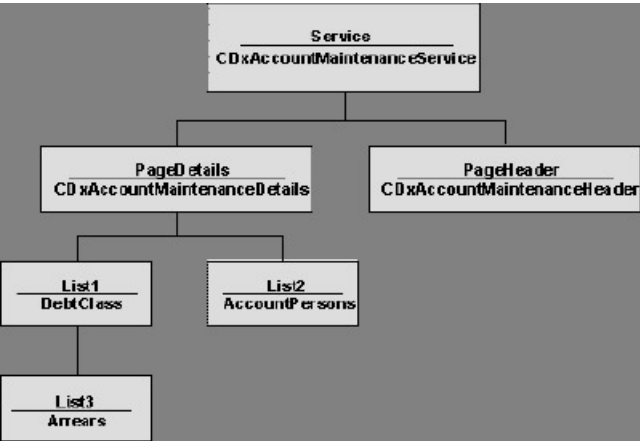 Service
CDxAccountMaintenanceService
PageDetails
CDxAccountMaintenanceDetails
PageHeader
CDxAccountMaintenanceHeader
List1
DebtClass
List2
AccountPersons
List3
Arrears